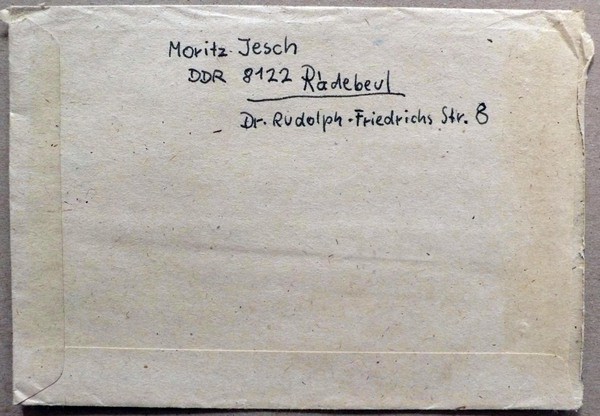 Moritz Jesch
DDR 8122 Radebeul
Dr. Rudolph-Friedrichs Str. 8